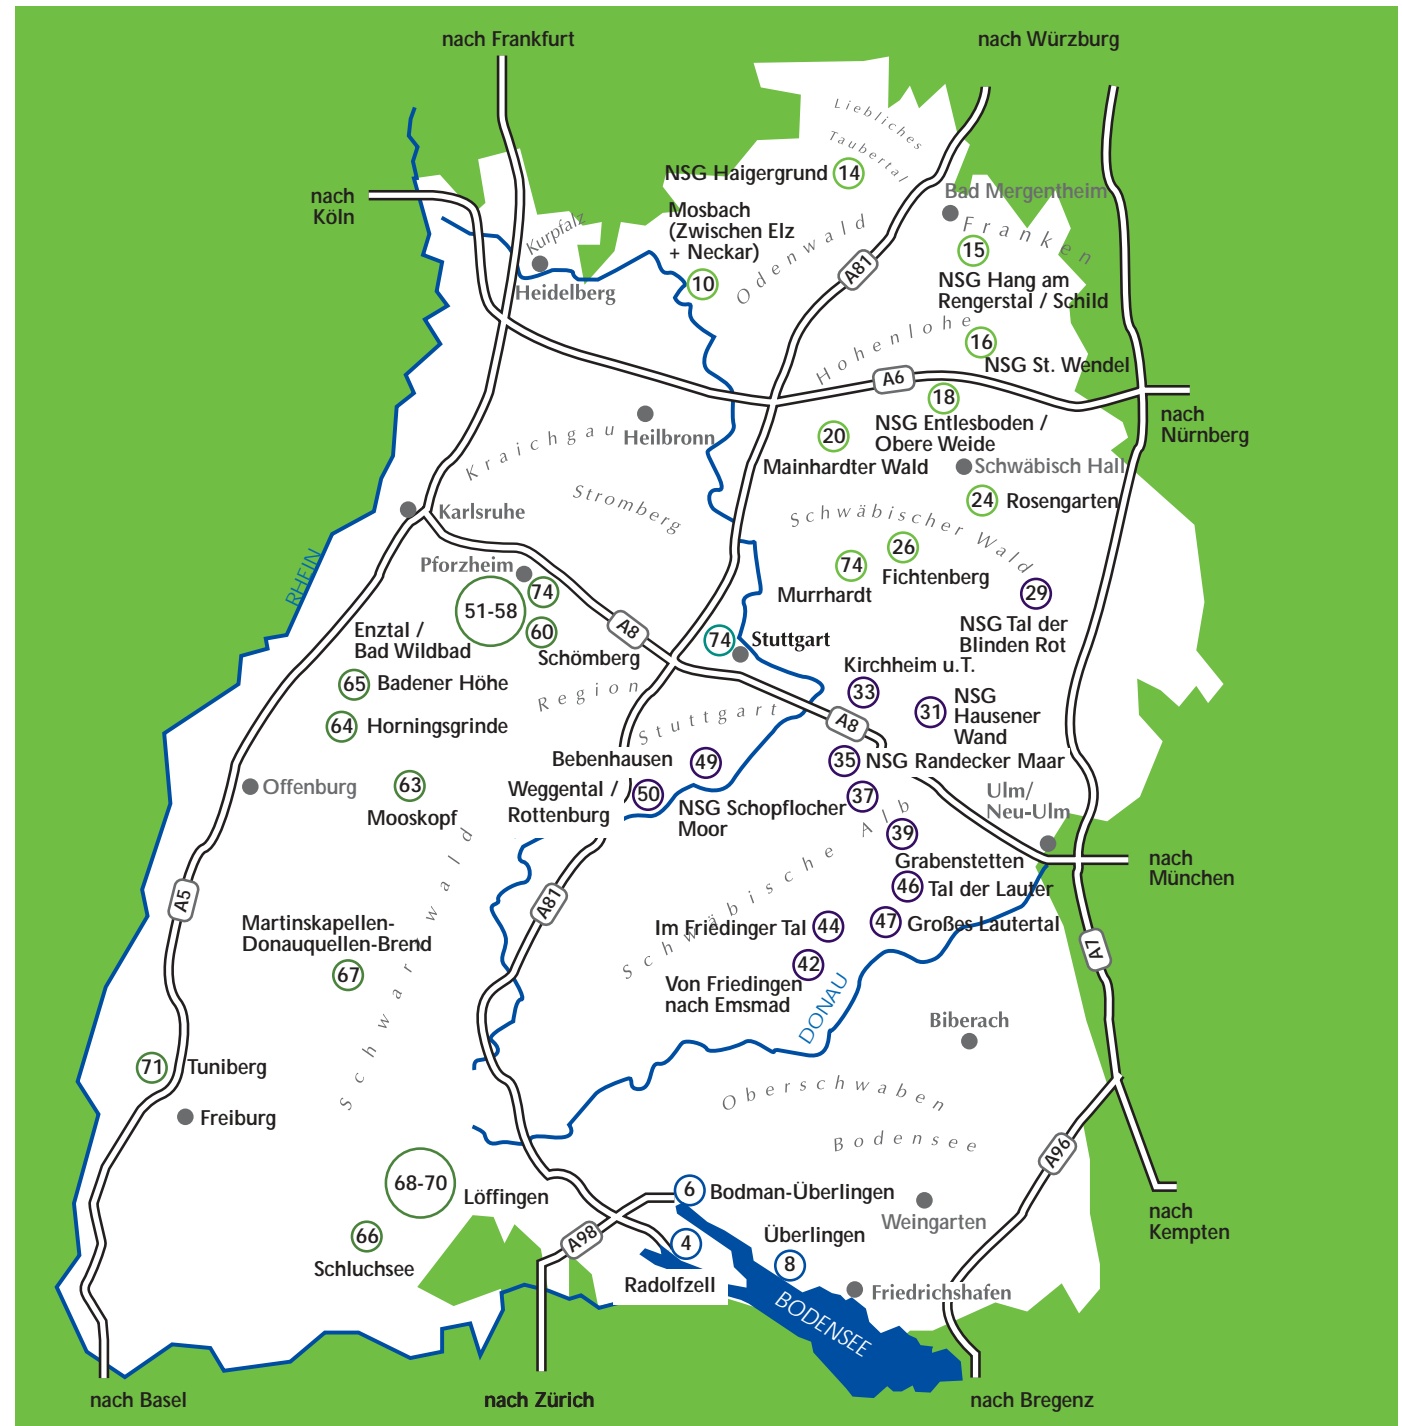 nach Frankfurt
nach Würzburg
Liebliches
Taubertal
NSG Haigergrund 14
nach
Köln
Bad Mergentheim
Mosbach
(Zwischen Elz
+ Neckar)
10
Kurpfalz
Heidelberg
Odenwald
A81
Franken
15
NSG Hang am
Rengerstal / Schild
Hohenlohe
16
NSG St. Wendel
A6
18
NSG Entlesboden /
Obere Weide
nach
Nürnberg
Kraichgau
Heilbronn
20
Mainhardter Wald
Schwäbisch Hall
Stromberg
24 Rosengarten
Karlsruhe
Schwäbischer Wald
RHEIN
Pforzheim
74
51-58
26
Fichtenberg
74
Murrhardt
29
NSG Tal der
Blinden Rot
Enztal /
Bad Wildbad
60
Schömberg
A8
74 Stuttgart
Kirchheim u.T.
33
65 Badener Höhe
Region
Stuttgart
31
NSG
Hausener
Wand
64 Horningsgrinde
A8
Bebenhausen
49
35 NSG Randecker Maar
Offenburg
63
Mooskopf
Weggental /
Rottenburg
50
NSG Schopflocher
Moor
37
Ulm/
Neu-Ulm
39
Grabenstetten
Schwäbische Alb
nach
München
Schwarzwald
A5
A81
46 Tal der Lauter
Martinskapellen-
Donauquellen-Brend
67
Im Friedinger Tal 44
47 Großes Lautertal
A7
42
Von Friedingen
nach Emsmad
DONAU
Biberach
71 Tuniberg
Freiburg
Oberschwaben
Bodensee
A96
68-70
Löffingen
6 Bodman-Überlingen
Weingarten
nach
Kempten
66
Schluchsee
A98
4
Radolfzell
Überlingen
8
Friedrichshafen
BODENSEE
nach Basel
nach Zürich
nach Bregenz